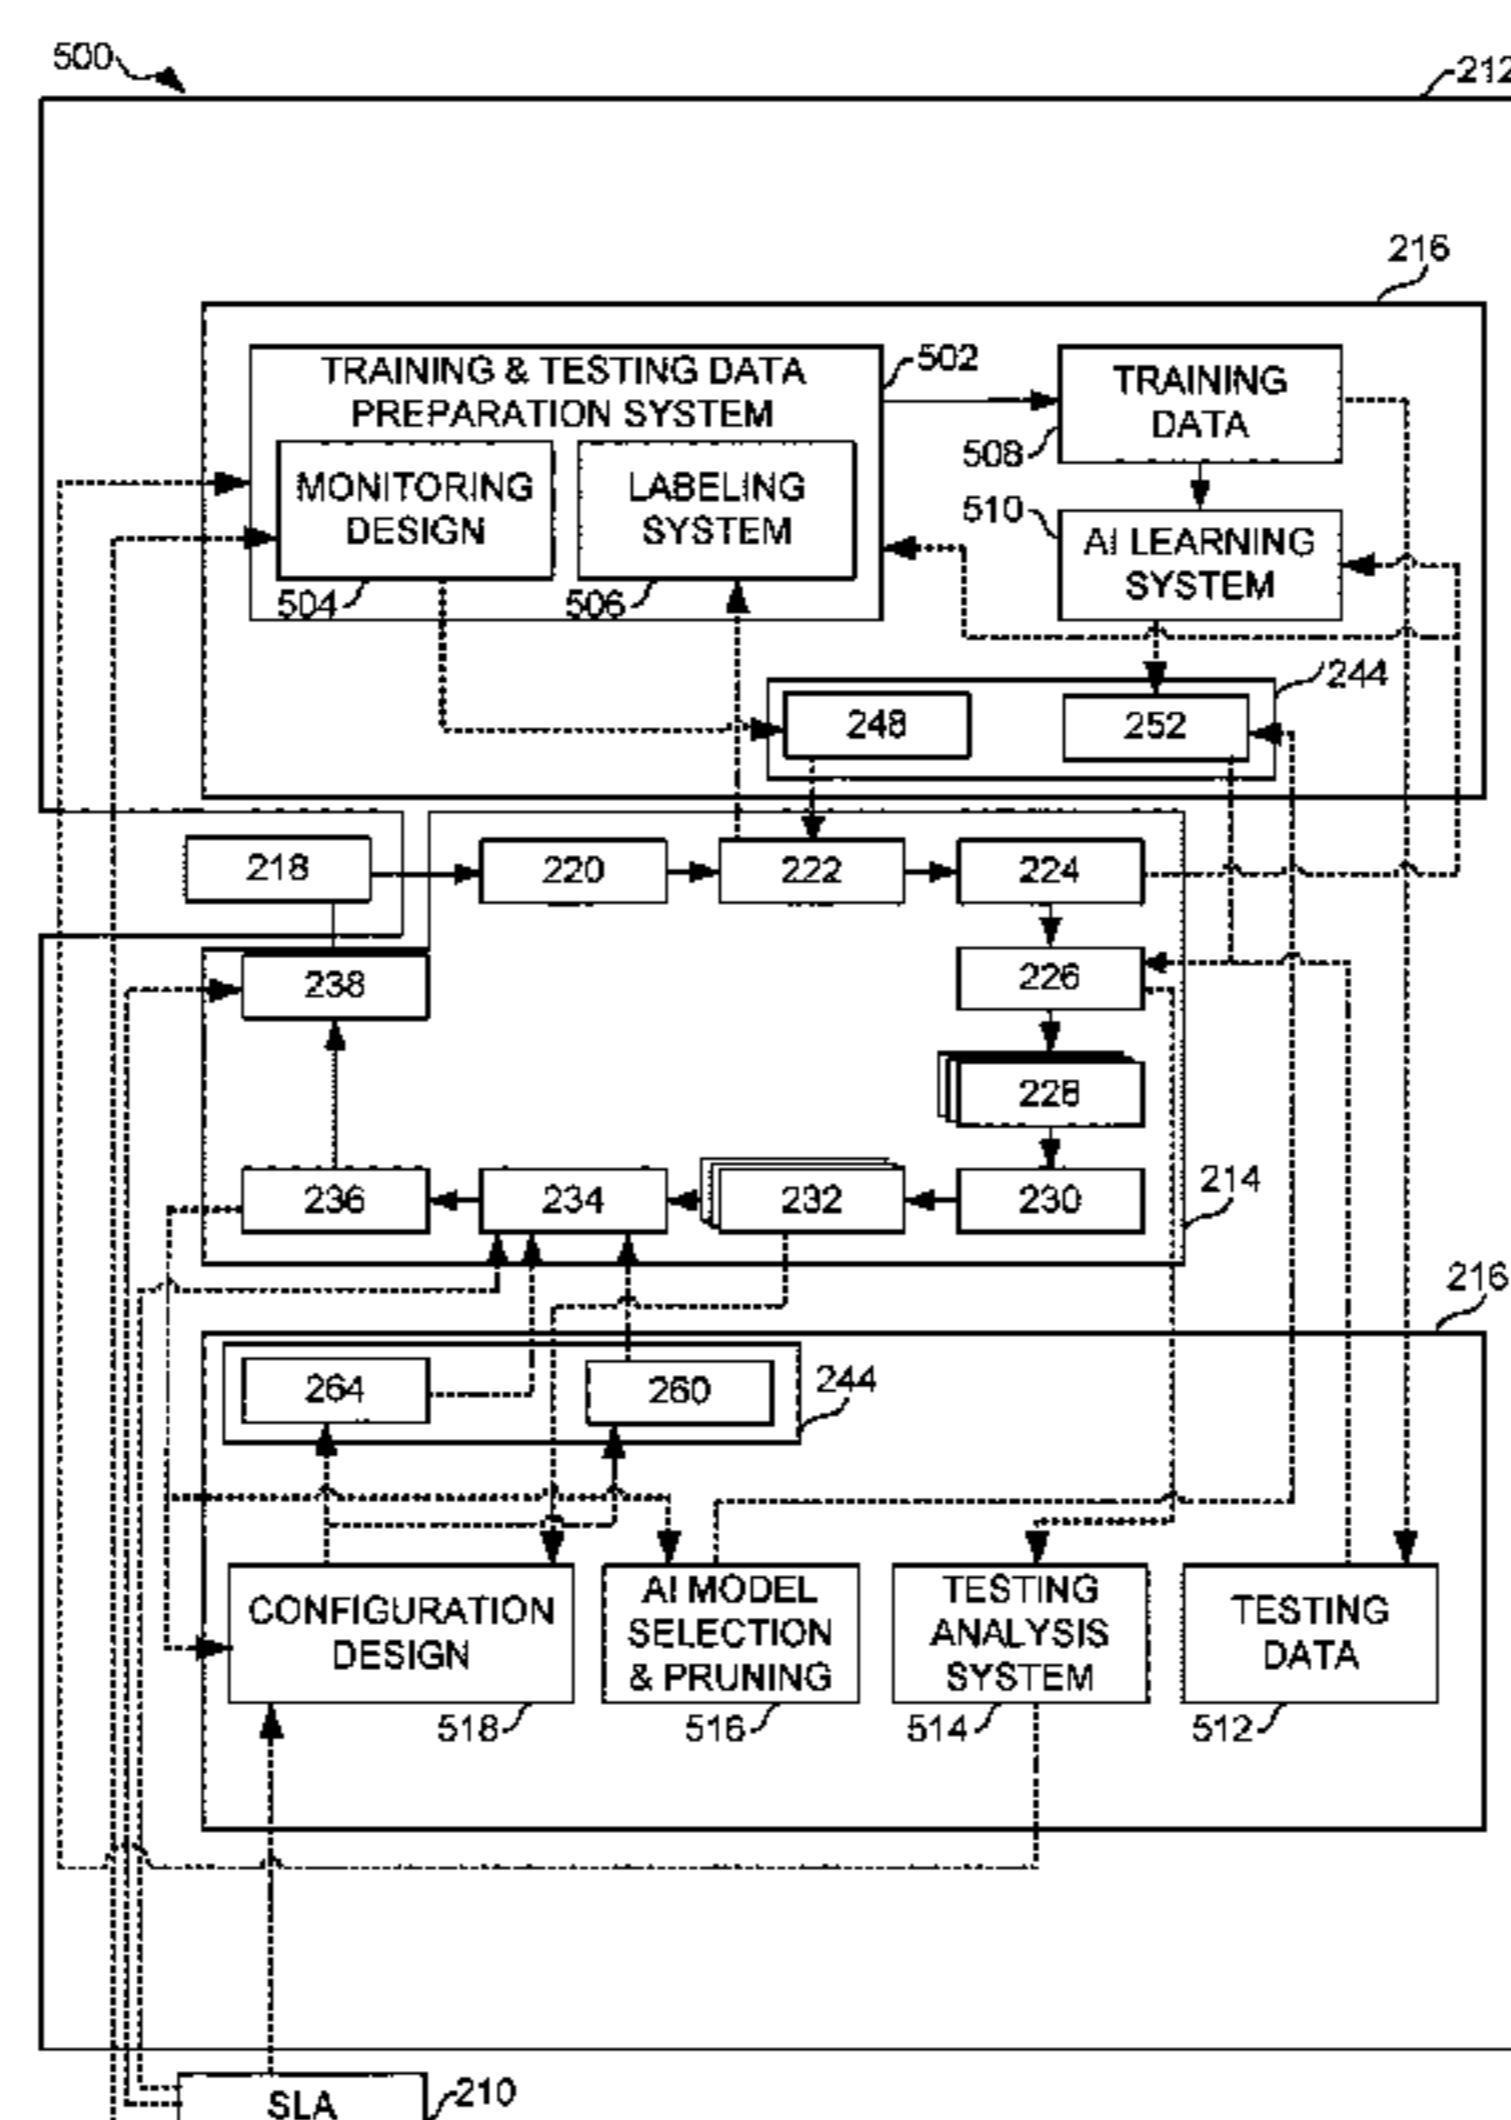 500
212
216
TRAINING & TESTING DATA
PREPARATION SYSTEM
502
TRAINING
DATA
508
MONITORING
DESIGN
504
LABELING
SYSTEM
506
510
AI LEARNING
SYSTEM
244
248
252
218
220
222
224
238
226
228
236
234
232
230
214
216
264
260
244
CONFIGURATION
DESIGN
518
AI MODEL
SELECTION
& PRUNING
516
TESTING
ANALYSIS
SYSTEM
514
TESTING
DATA
512
SLA
210